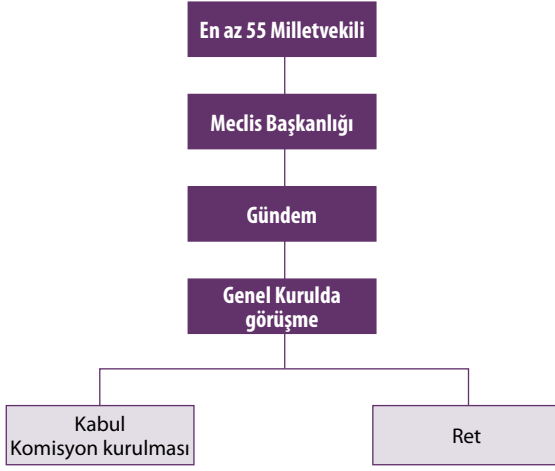 En az 55 Milletvekili
Meclis Başkanlığı
Gündem
Genel Kurulda
görüşme
Kabul
Komisyon kurulması
Ret